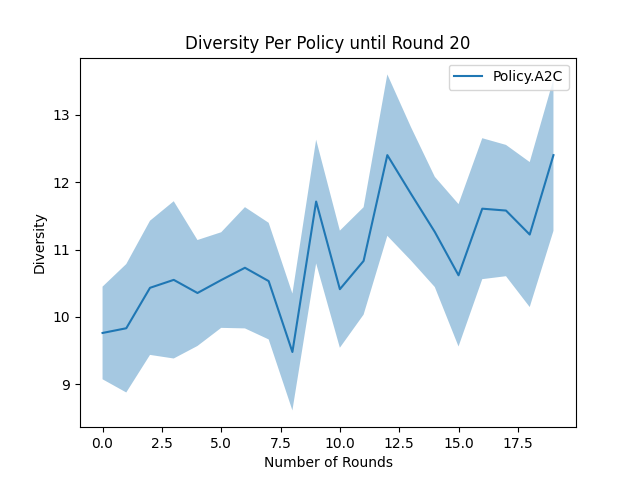 Diversity Per Policy until Round 20
Policy.A2C
13
12
11
10
9
Diversity
0.0 2.5 5.0 7.5 10.0 12.5 15.0 17.5
Number of Rounds